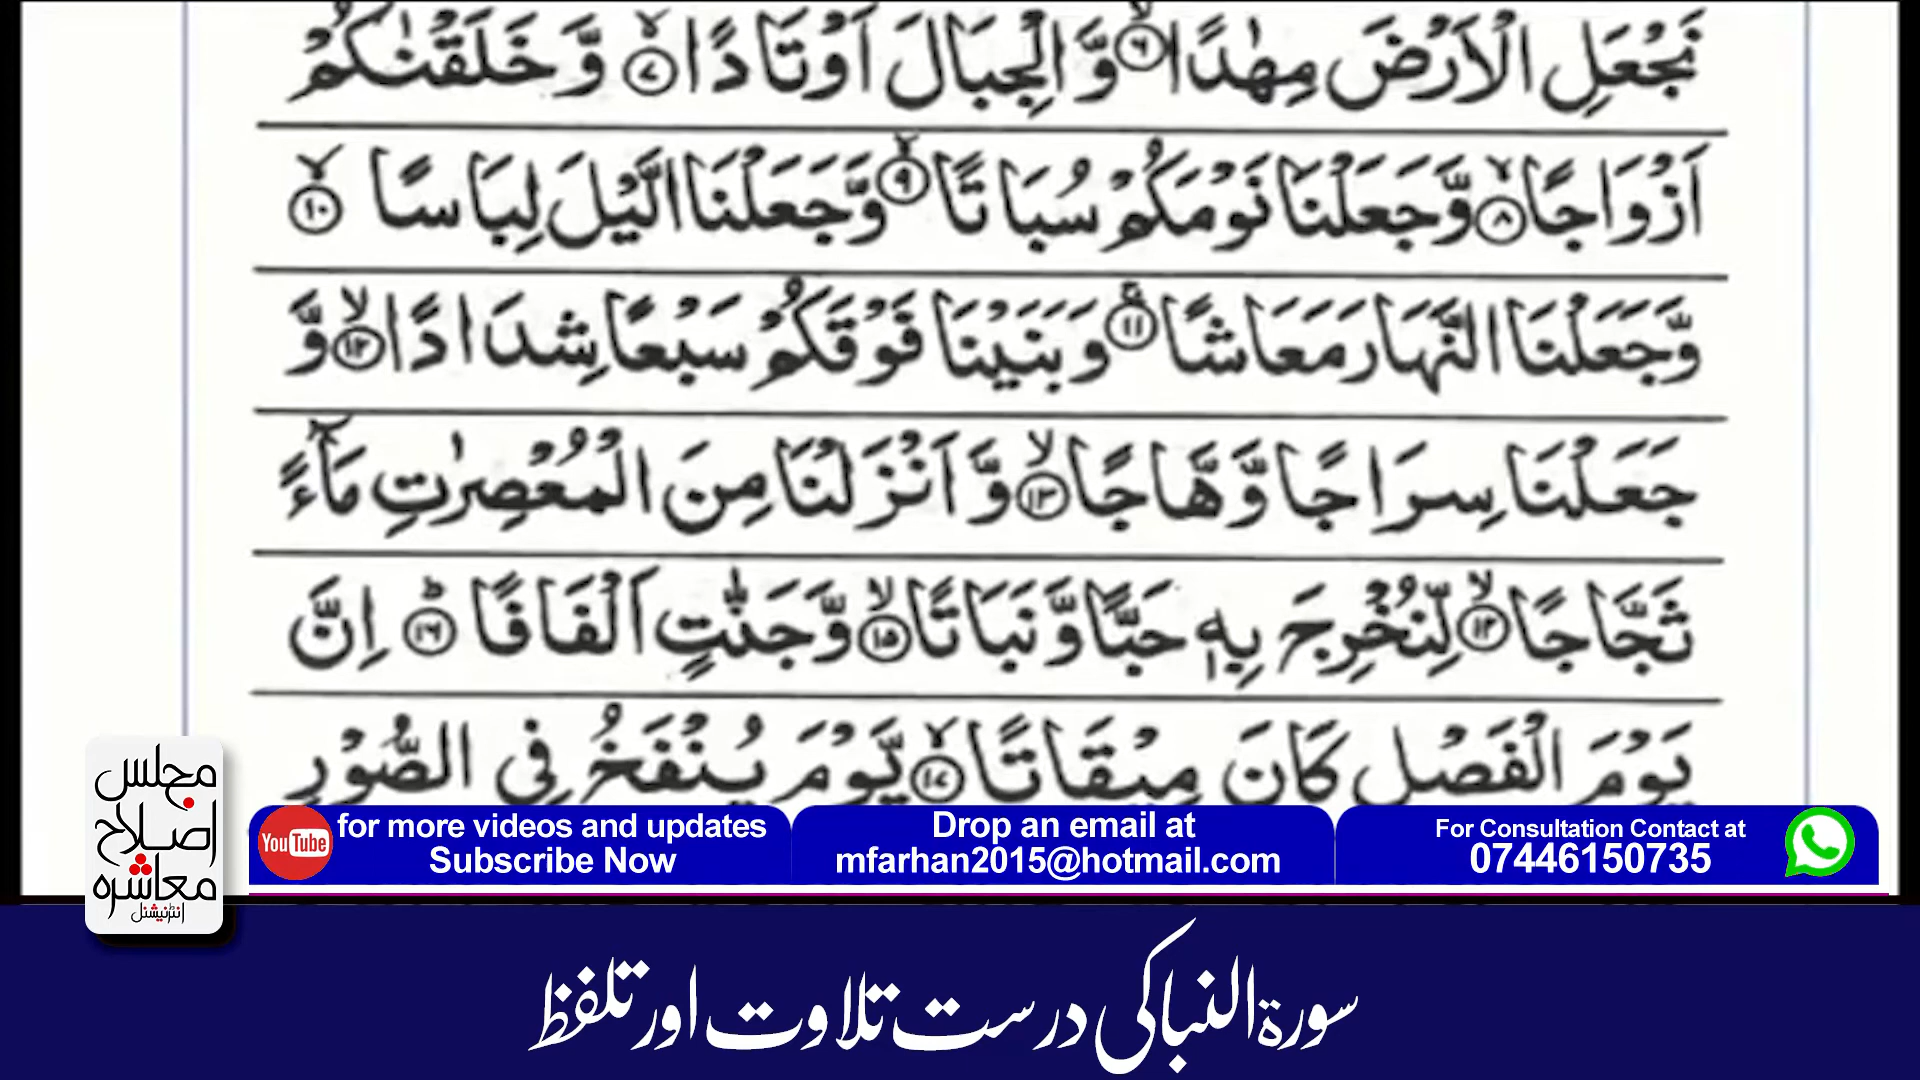 نَجْعَلِ الْاَرْضَ مِهٰدًا ۙ﴿۶﴾ وَّ الْجِبَالَ اَوْتَادًا ۪ۙ﴿۷﴾ وَّ خَلَقْنٰكُمْ
اَزْوَاجًا ۙ﴿۸﴾ وَّ جَعَلْنَا نَوْمَكُمْ سُبَاتًا ۙ﴿۹﴾ وَّ جَعَلْنَا الَّيْلَ لِبَاسًا ۙ﴿۱۰﴾
وَّ جَعَلْنَا النَّهَارَ مَعَاشًا ۪﴿۱۱﴾ وَ بَنَيْنَا فَوْقَكُمْ سَبْعًا شِدَادًا ۙ﴿۱۲﴾ وَّ
جَعَلْنَا سِرَاجًا وَّهَّاجًا ۙ﴿۱۳﴾ وَّ اَنْزَلْنَا مِنَ الْمُعْصِرٰتِ مَآءً
ثَجَّاجًا ۙ﴿۱۴﴾ لِّنُخْرِجَ بِهٖ حَبًّا وَّ نَبَاتًا ۙ﴿۱۵﴾ وَّ جَنّٰتٍ اَلْفَافًا ؕ﴿۱۶﴾ اِنَّ
يَوْمَ الْفَصْلِ كَانَ مِيْقَاتًا ۙ﴿۱۷﴾ يَّوْمَ يُنْفَخُ فِي الصُّوْرِ
مجلس
اصلاح
معاشرہ
انٹرنیشنل
YouTube
for more videos and updates
Subscribe Now
Drop an email at
mfarhan2015@hotmail.com
For Consultation Contact at
07446150735
سورۃ النبا کی درست تلاوت اور تلفظ